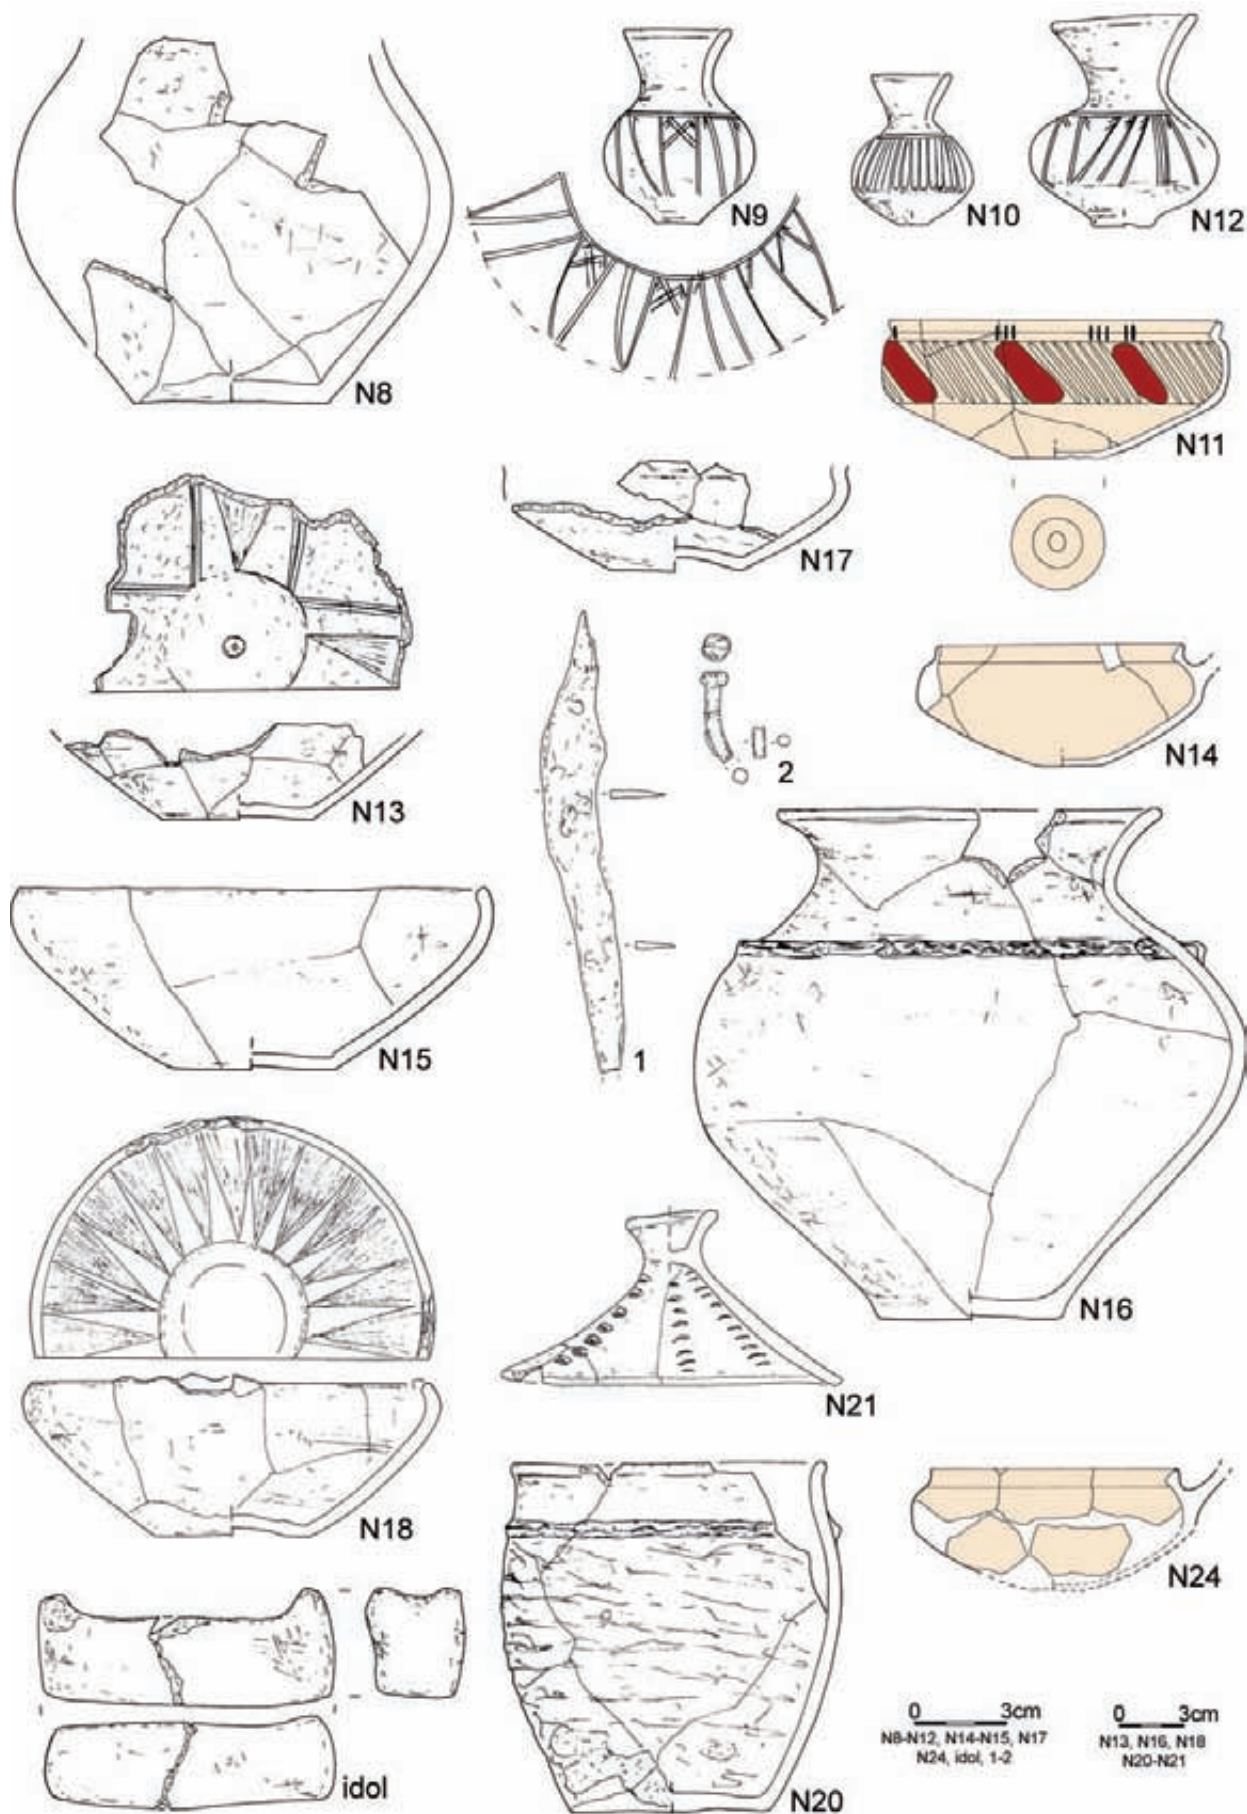 N8
N9
N10
N12
N11
N17
N13
N14
1
2
N15
N16
N21
N18
N24
idol
N20
0 3cm
N8-N12, N14-N15, N17
N24, idol, 1-2
0 3cm
N13, N16, N18
N20-N21